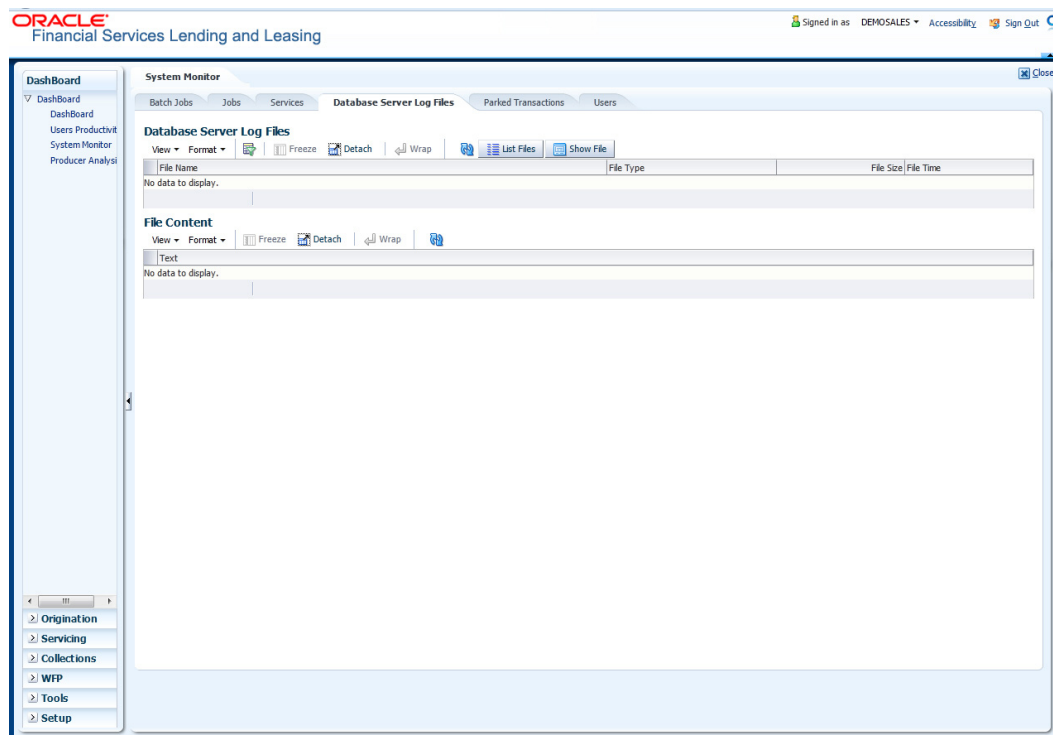 ORACLE
Financial Services Lending and Leasing
Signed in as DEMOSALES Accessibility Sign Out
DashBoard
DashBoard
DashBoard
Users Productivit
System Monitor
Producer Analysi
Origination
Servicing
Collections
WFP
Tools
Setup
System Monitor
Close
Batch Jobs Jobs Services Database Server Log Files Parked Transactions Users
Database Server Log Files
View Format Freeze Detach Wrap List Files Show File
File Name File Type File Size File Time
No data to display.
File Content
View Format Freeze Detach Wrap
Text
No data to display.